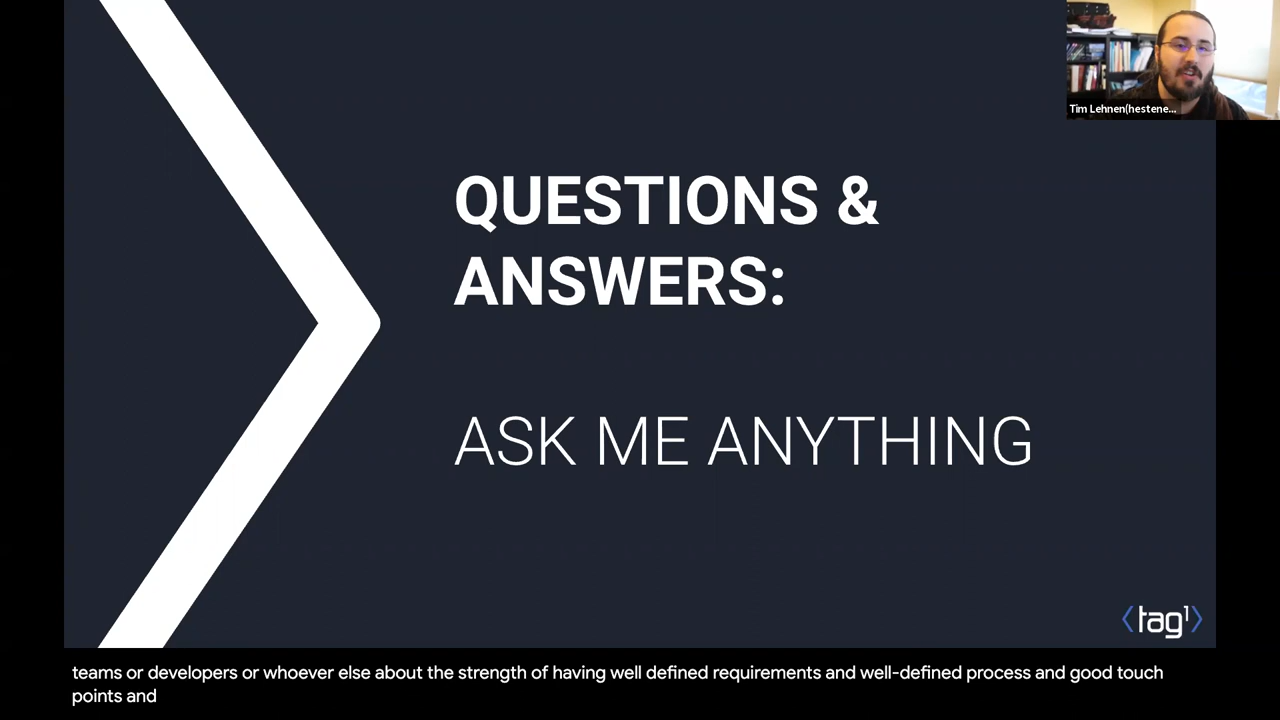 Tim Lehnen(hestene...
QUESTIONS &
ANSWERS:
ASK ME ANYTHING
tag1
teams or developers or whoever else about the strength of having well defined requirements and well-defined process and good touch
points and